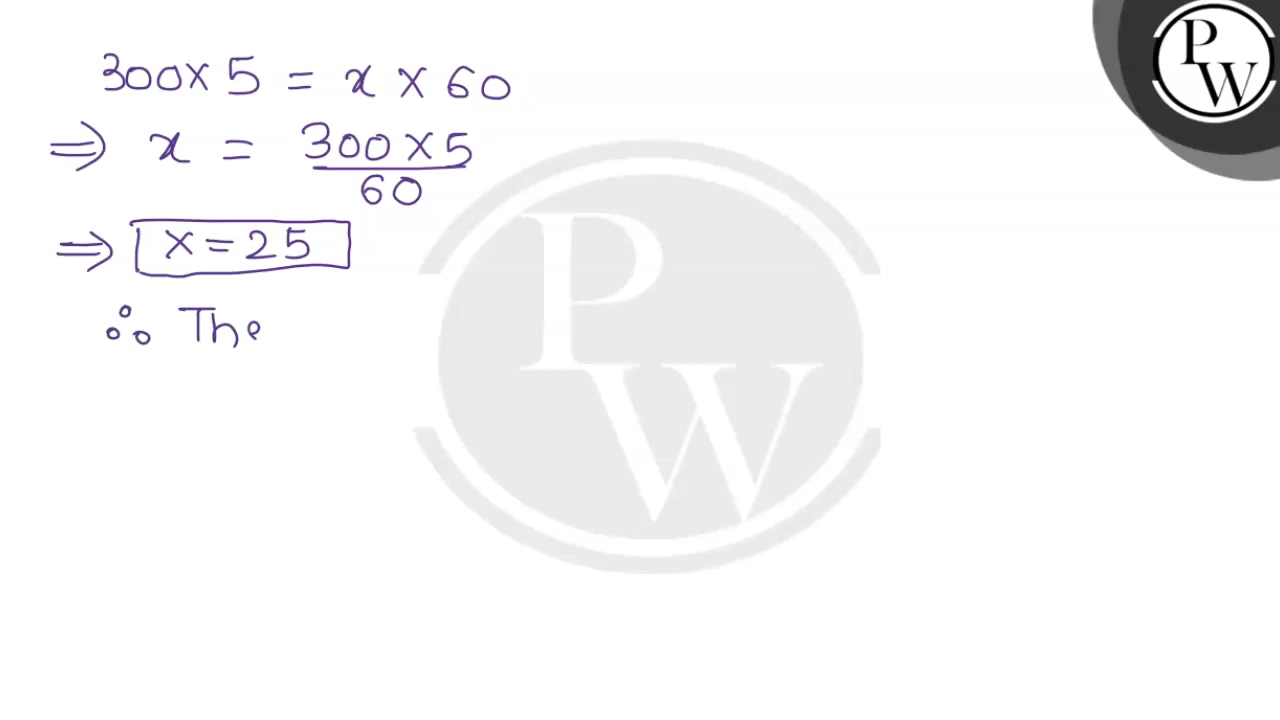 300 × 5 = x × 60
⇒ x = 300 × 5
60
⇒ x = 25
∴ The
P
W
P
W